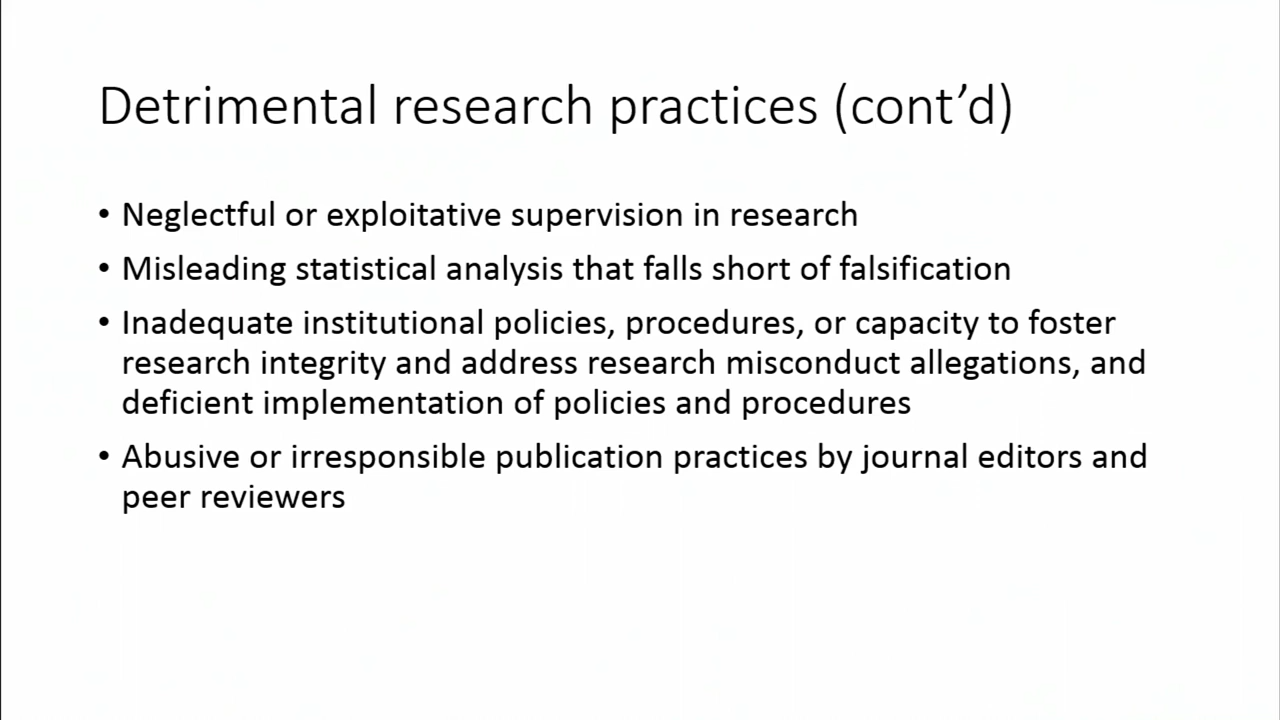 Detrimental research practices (cont’d)
• Neglectful or exploitative supervision in research
• Misleading statistical analysis that falls short of falsification
• Inadequate institutional policies, procedures, or capacity to foster
research integrity and address research misconduct allegations, and
deficient implementation of policies and procedures
• Abusive or irresponsible publication practices by journal editors and
peer reviewers